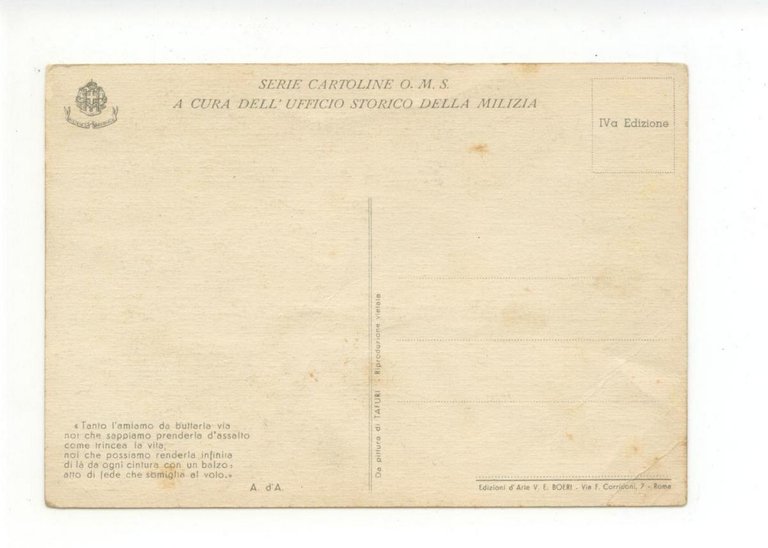 SERIE CARTOLINE O. M. S.
A CURA DELL' UFFICIO STORICO DELLA MILIZIA
IVa Edizione
Da pittura di TAFURI - Riproduzione vietata
« Tanto l'amiamo da buttarla via
noi che sappiamo prenderla d'assalto
come trincea la vita;
noi che possiamo renderla infinita
di là da ogni cintura con un balzo:
atto di fede che somiglia al volo.»
A. d'A.
Edizioni d'Arte V. E. BOERI - Via F. Corridoni, 7 - Roma